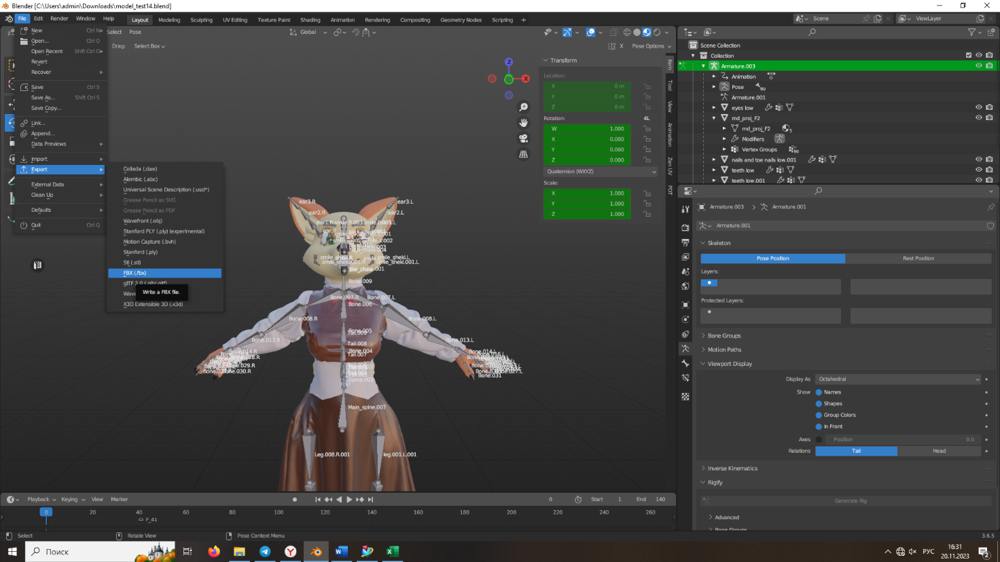 Blender [C:\Users\admin\Downloads\model_test14.blend]
File Edit Render Window Help Layout Modeling Sculpting UV Editing Texture Paint Shading Animation Rendering Compositing Geometry Nodes Scripting + Scene ViewLayer
Select Pose Global
Drag: Select Box X Pose Options
New Ctrl N
Open... Ctrl O
Open Recent Shift Ctrl O
Revert
Recover
Save Ctrl S
Save As... Shift Ctrl S
Save Copy...
Link...
Append...
Data Previews
Import
Export
External Data
Clean Up
Defaults
Quit Ctrl Q
Collada (.dae)
Alembic (.abc)
Universal Scene Description (.usd*)
Grease Pencil as SVG
Grease Pencil as PDF
Wavefront (.obj)
Stanford PLY (.ply) (experimental)
Motion Capture (.bvh)
Stanford (.ply)
Stl (.stl)
FBX (.fbx)
glTF 2.0 (.glb/.gltf)
Write a FBX file.
X3D Extensible 3D (.x3d)
Z
X
ear3.R ear3.L
ear2.R ear2.L
smile_sheki.L
smile_sheki.001.R smile_sheki.001.L
Bone.009
Bone.007.R Bone.007.L
Bone.006
Bone.008.R Bone.008.L
Bone.005
Bone.013.R Bone.013.L
Tail.008
Bone.004
Tail.007
Bone.030.R
Bone.031
Spine.002
Main_spine.007
Leg.008.R.001 leg.001.L.001
Transform
Location:
X 0 m
Y 0 m
Z 0 m
Rotation: 4L
W 1.000
X 0.000
Y 0.000
Z 0.000
Quaternion (WXYZ)
Scale:
X 1.000
Y 1.000
Z 1.000
Item
Tool
View
Animation
Zen UV
PDT
Scene Collection
Collection
Armature.003
Animation
Pose 90
Armature.001
eyes low
md_proj_F2
md_proj_F2 5
Modifiers
Vertex Groups 90
nails and toe nails low.001
teeth low
teeth low.001
Armature.003 Armature.001
Armature.001
Skeleton
Pose Position Rest Position
Layers:
Protected Layers:
Bone Groups
Motion Paths
Viewport Display
Display As Octahedral
Show Names
Shapes
Group Colors
In Front
Axes Position 0.0
Relations Tail Head
Inverse Kinematics
Rigify
Generate Rig
Advanced
Bone Groups
Playback Keying View Marker 0 Start 1 End 140
0 20 40 60 80 100 120 140 160 180 200 220 240 260
F_41
Select Rotate View Pose Context Menu 3.6.5
Поиск РУС 16:31
20.11.2023 2